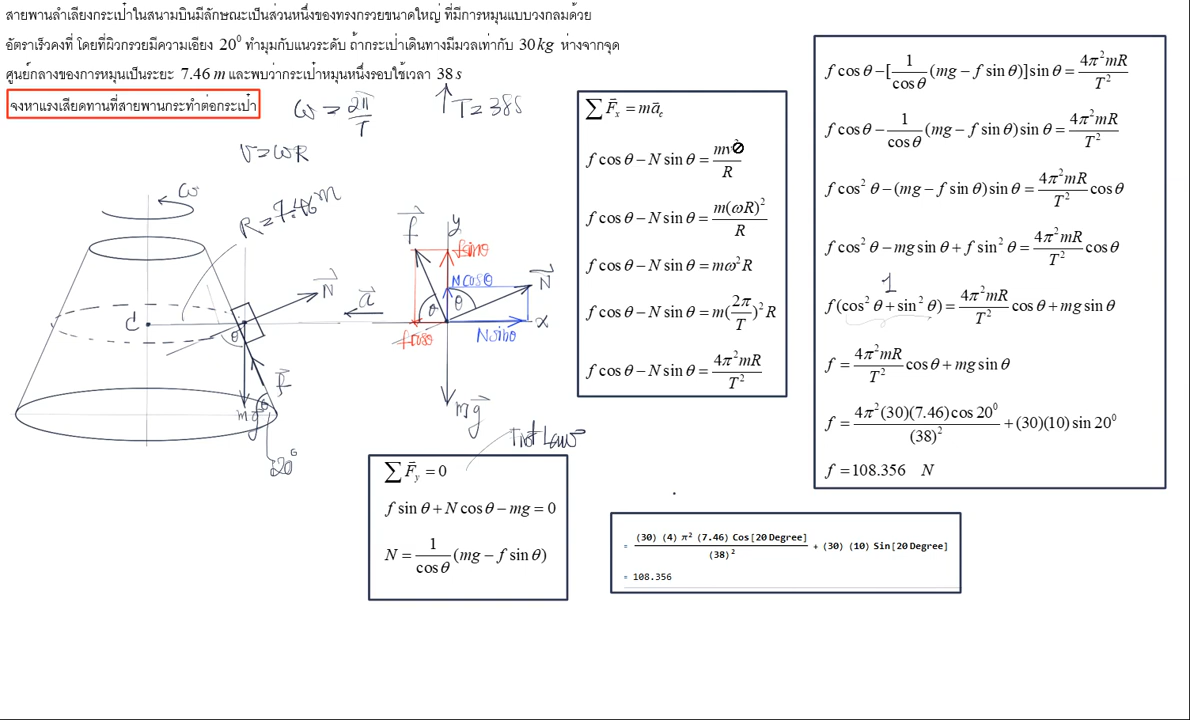 สายพานลำเลียงกระเป๋าในสนามบินมีลักษณะเป็นส่วนหนึ่งของทรงกรวยขนาดใหญ่ ที่มีการหมุนแบบวงกลมด้วย
อัตราเร็วคงที่ โดยที่ผิวกรวยมีความเอียง 20⁰ ทำมุมกับแนวระดับ ถ้ากระเป๋าเดินทางมีมวลเท่ากับ 30kg ห่างจากจุด
ศูนย์กลางของการหมุนเป็นระยะ 7.46 m และพบว่ากระเป๋าหมุนหนึ่งรอบใช้เวลา 38 s
จงหาแรงเสียดทานที่สายพานกระทำต่อกระเป๋า
ω = 2π/T
↑T = 38s
v = ωR
ω
R = 7.46 m
N⃗
a⃗
C
θ
f⃗
mg⃗
θ
20°
f⃗
y
fsinθ
Ncosθ
N⃗
θ
θ
x
fcosθ
Nsinθ
mg⃗
1st Law
∑F⃗_y = 0
f sin θ + N cos θ − mg = 0
N = 1/cos θ (mg − f sin θ)
∑F⃗_x = ma⃗_c
f cos θ − N sin θ = mv²/R
f cos θ − N sin θ = m(ωR)²/R
f cos θ − N sin θ = mω²R
f cos θ − N sin θ = m(2π/T)² R
f cos θ − N sin θ = 4π²mR/T²
f cos θ − [1/cos θ (mg − f sin θ)] sin θ = 4π²mR/T²
f cos θ − 1/cos θ (mg − f sin θ) sin θ = 4π²mR/T²
f cos² θ − (mg − f sin θ) sin θ = 4π²mR/T² cos θ
f cos² θ − mg sin θ + f sin² θ = 4π²mR/T² cos θ
1
f(cos² θ + sin² θ) = 4π²mR/T² cos θ + mg sin θ
f = 4π²mR/T² cos θ + mg sin θ
f = 4π²(30)(7.46) cos 20⁰/(38)² + (30)(10) sin 20⁰
f = 108.356 N
= (30) (4) π² (7.46) Cos[20 Degree]/(38)² + (30) (10) Sin[20 Degree]
= 108.356